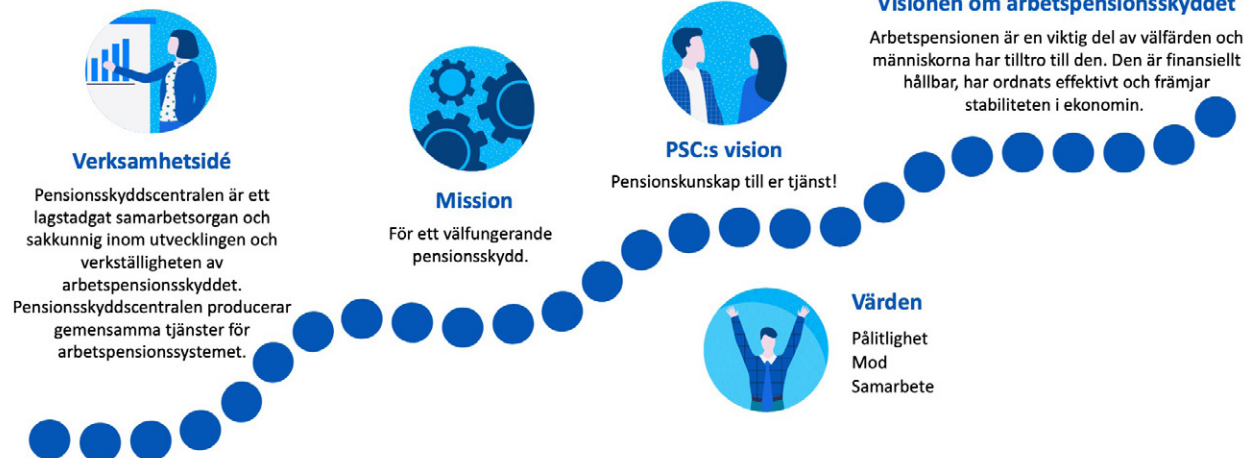 Verksamhetsidé
Pensionsskyddscentralen är ett
lagstadgat samarbetsorgan och
sakkunnig inom utvecklingen och
verkställigheten av
arbetspensionsskyddet.
Pensionsskyddscentralen producerar
gemensamma tjänster för
arbetspensionssystemet.
Mission
För ett välfungerande
pensionsskydd.
PSC:s vision
Pensionskunskap till er tjänst!
Visionen om arbetspensionsskyddet
Arbetspensionen är en viktig del av välfärden och
människorna har tilltro till den. Den är finansiellt
hållbar, har ordnats effektivt och främjar
stabiliteten i ekonomin.
Värden
Pålitlighet
Mod
Samarbete